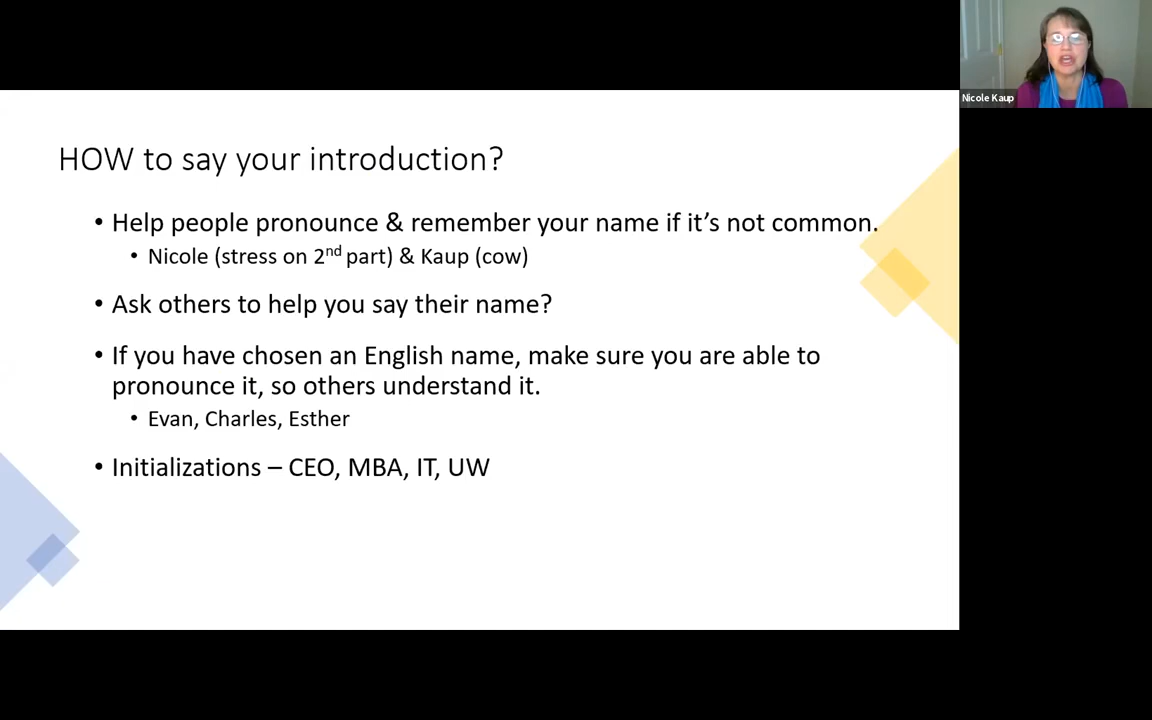 HOW to say your introduction?
• Help people pronounce & remember your name if it’s not common.
• Nicole (stress on 2nd part) & Kaup (cow)
• Ask others to help you say their name?
• If you have chosen an English name, make sure you are able to
pronounce it, so others understand it.
• Evan, Charles, Esther
• Initializations – CEO, MBA, IT, UW
Nicole Kaup